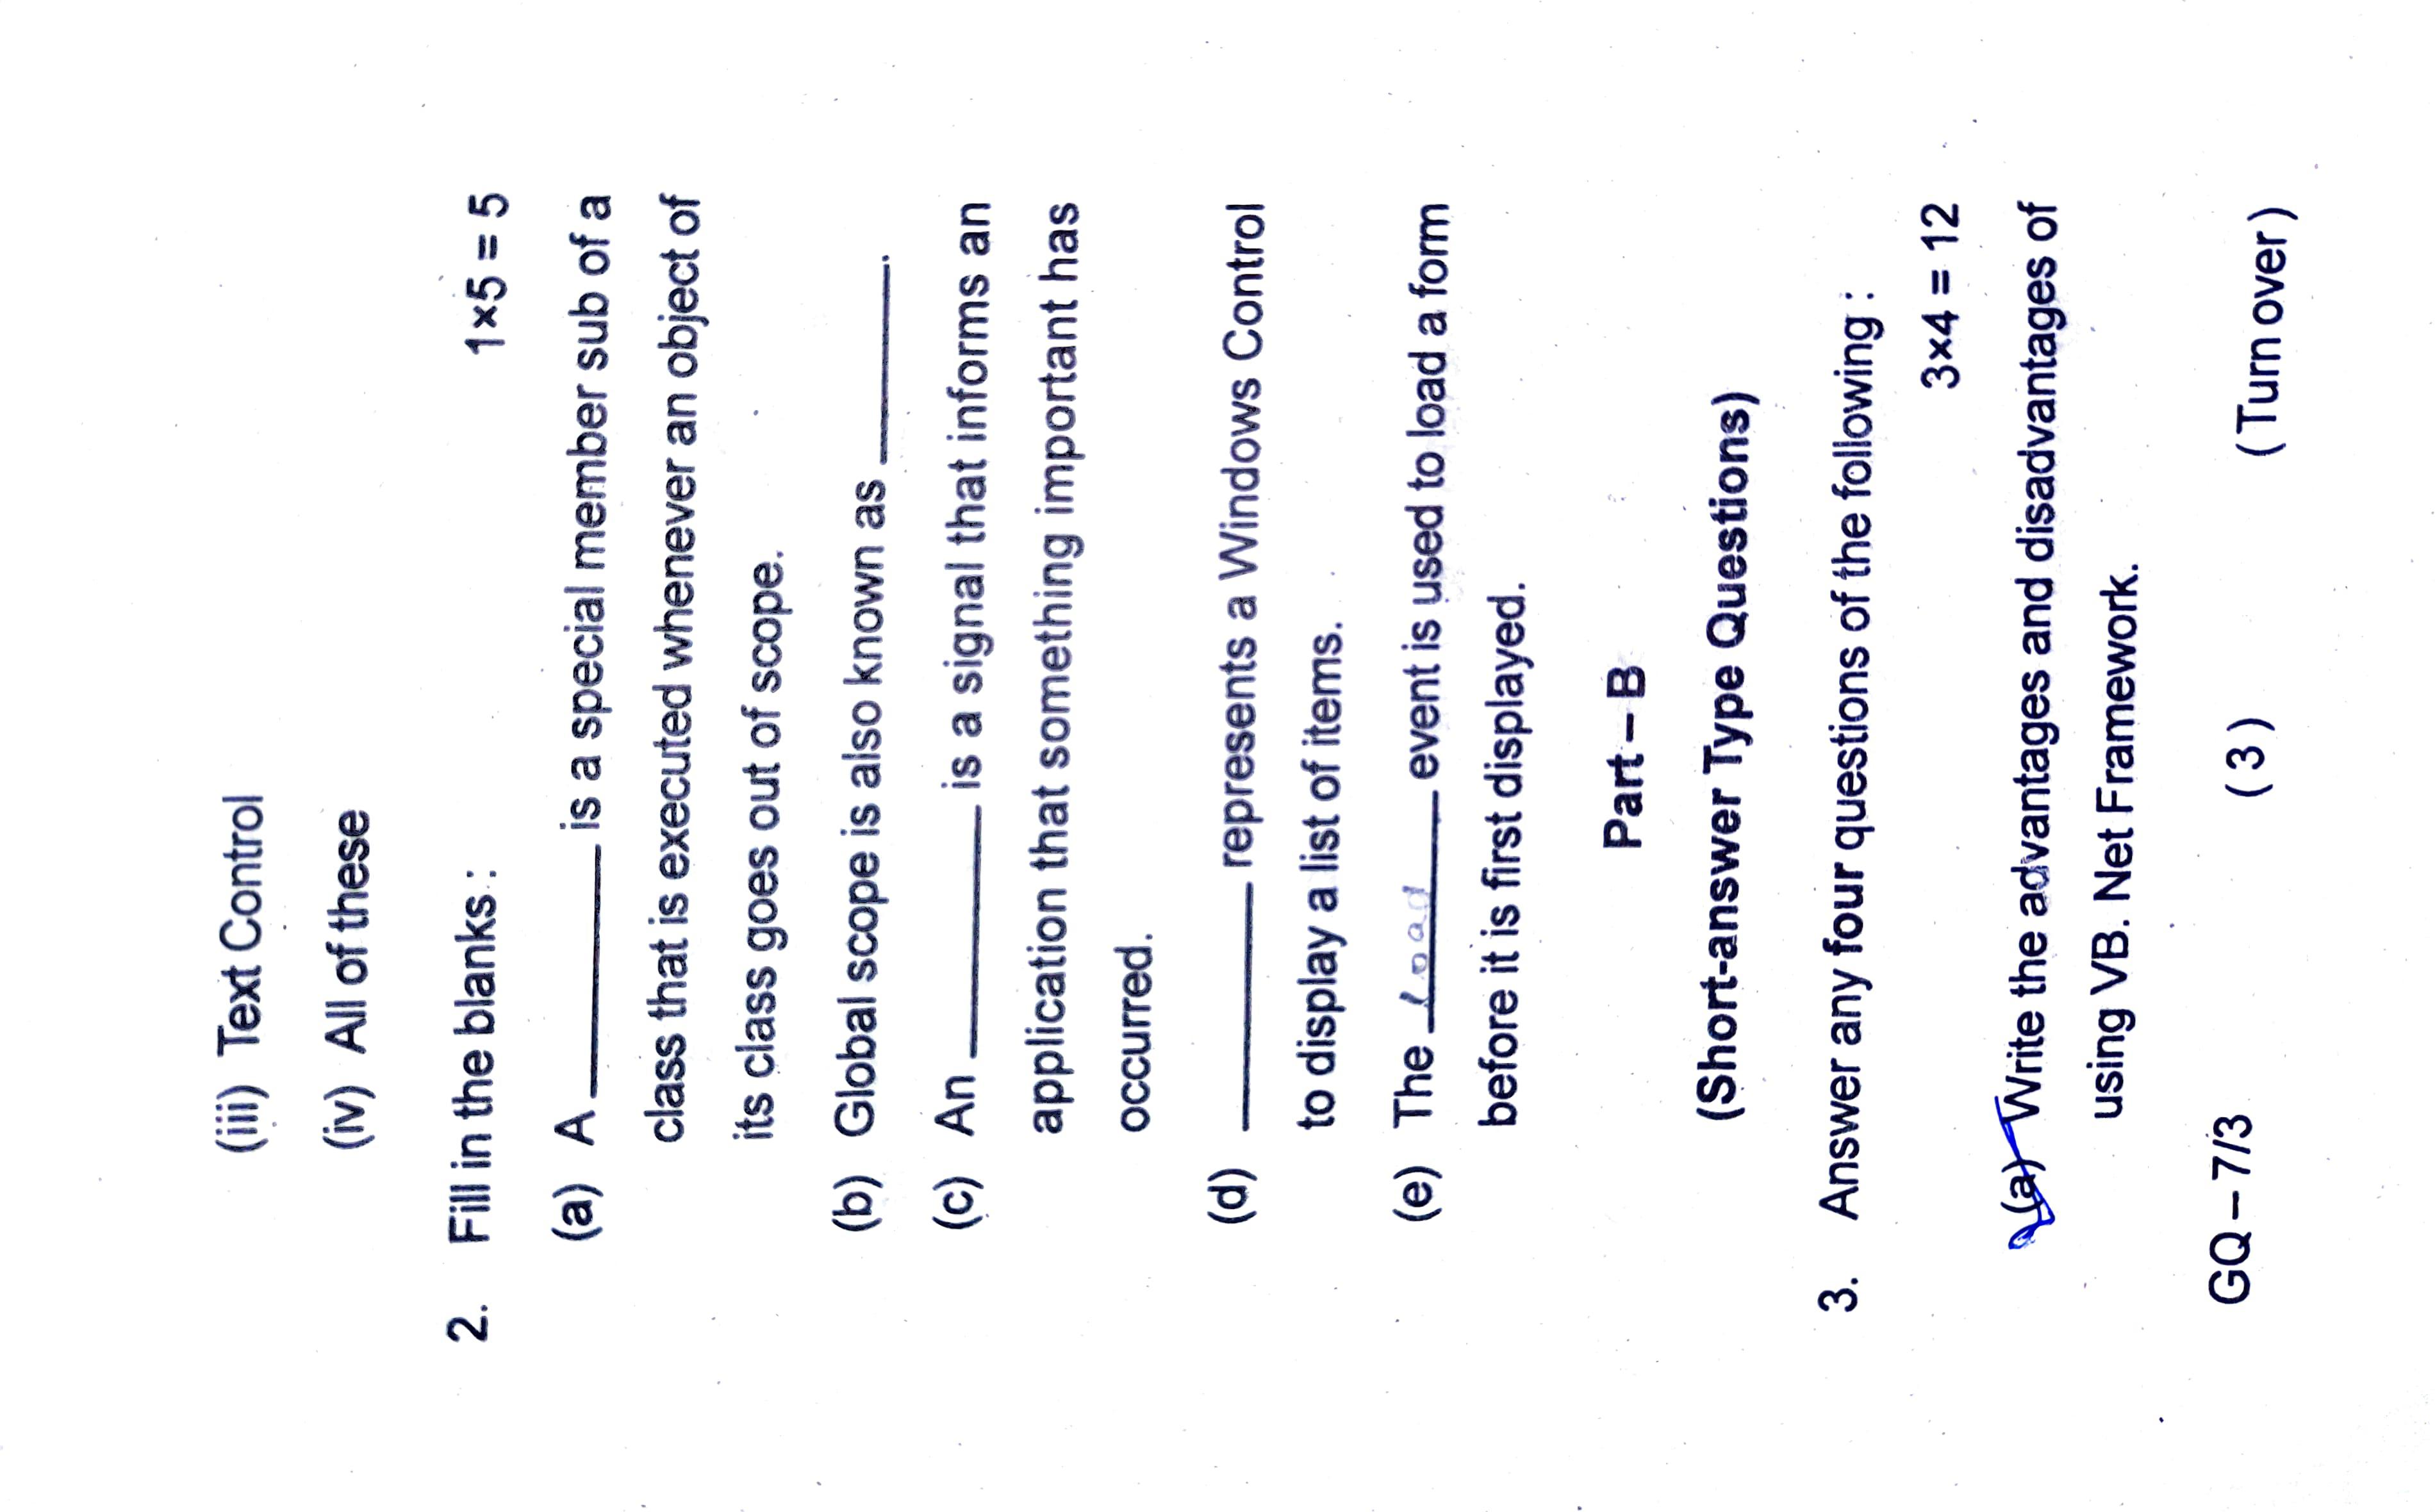 (iii) Text Control
(iv) All of these
2. Fill in the blanks : 1×5 = 5
(a) A ________ is a special member sub of a
class that is executed whenever an object of
its class goes out of scope.
(b) Global scope is also known as ________.
(c) An ________ is a signal that informs an
application that something important has
occurred.
(d) ________ represents a Windows Control
to display a list of items.
(e) The load event is used to load a form
before it is first displayed.
Part – B
(Short-answer Type Questions)
3. Answer any four questions of the following :
3×4 = 12
(a) Write the advantages and disadvantages of
using VB. Net Framework.
GQ – 7/3 (3) (Turn over)